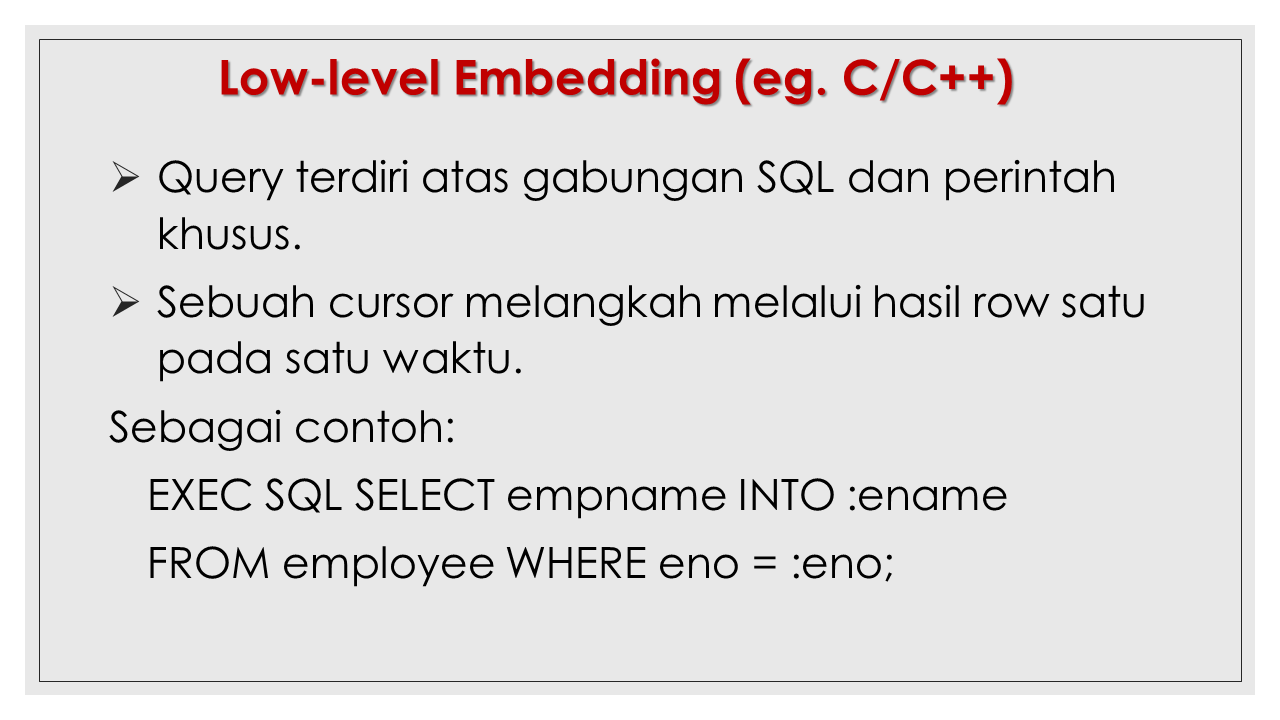 Low-level Embedding (eg. C/C++)
➢ Query terdiri atas gabungan SQL dan perintah
khusus.
➢ Sebuah cursor melangkah melalui hasil row satu
pada satu waktu.
Sebagai contoh:
EXEC SQL SELECT empname INTO :ename
FROM employee WHERE eno = :eno;